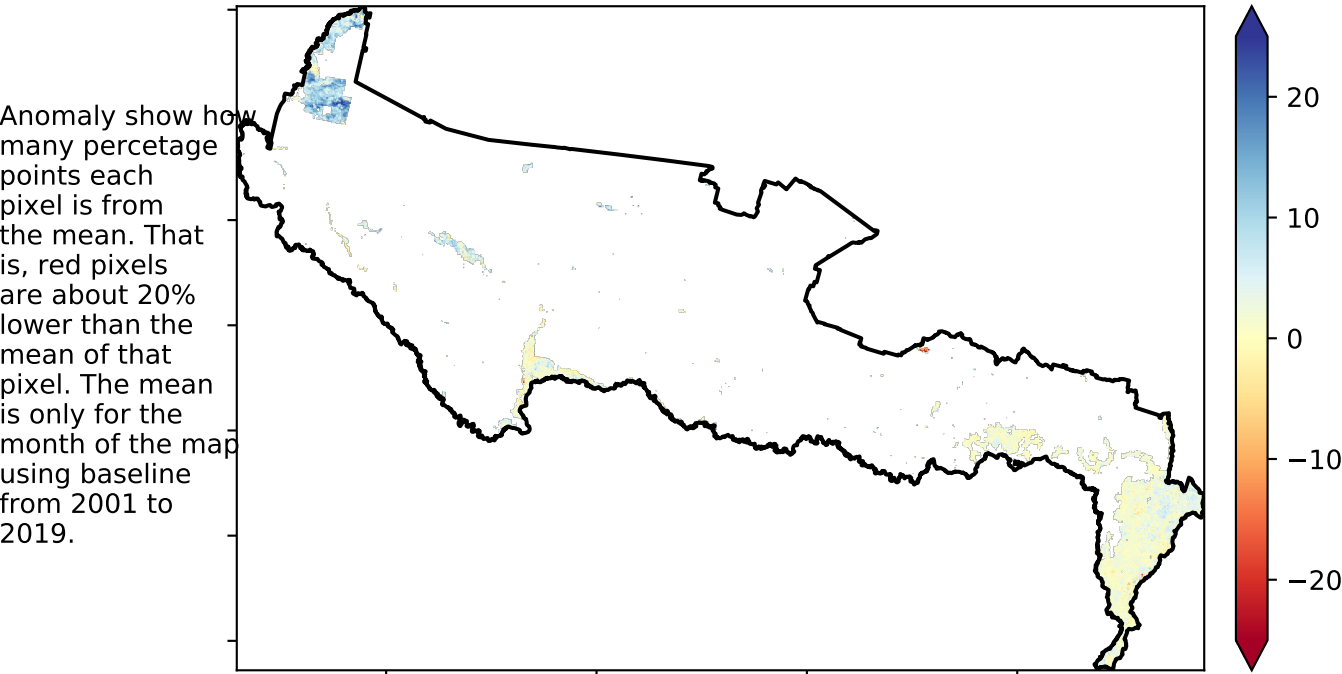 Anomaly show how
many percetage
points each
pixel is from
the mean. That
is, red pixels
are about 20%
lower than the
mean of that
pixel. The mean
is only for the
month of the map
using baseline
from 2001 to
2019.
20
10
0
−10
−20